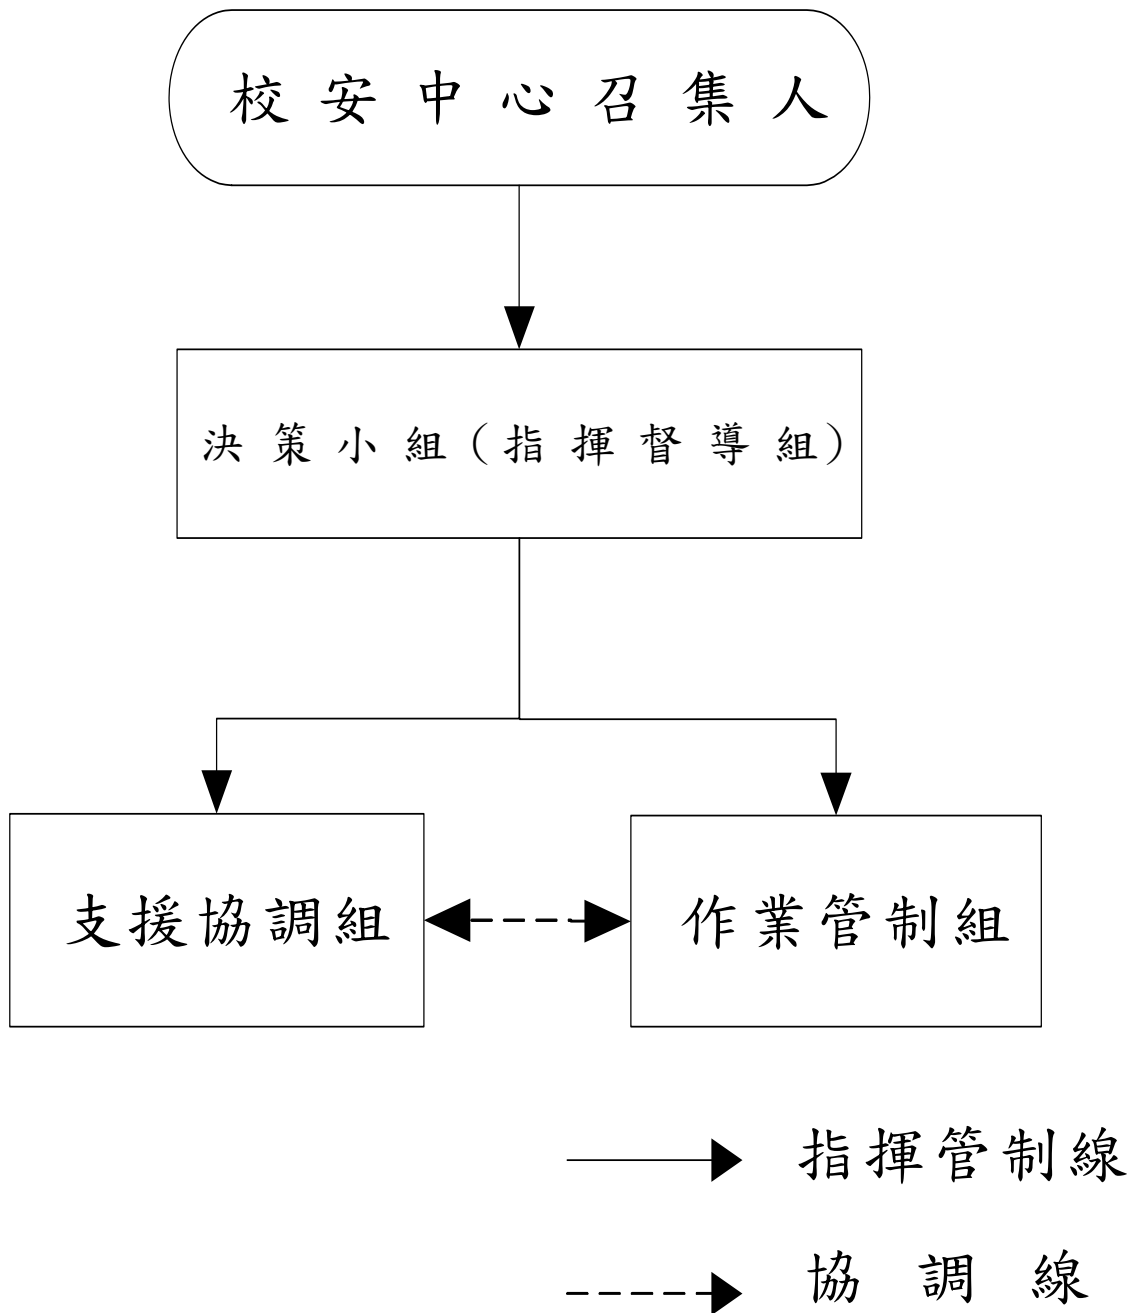 校安中心召集人
決策小組(指揮督導組)
支援協調組
作業管制組
指揮管制線
協調線